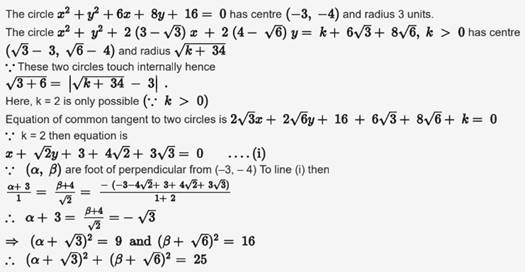 The circle x² + y² + 6x + 8y + 16 = 0 has centre (−3, −4) and radius 3 units.
The circle x² + y² + 2 (3 − √3) x + 2 (4 − √6) y = k + 6√3 + 8√6, k > 0 has centre
(√3 − 3, √6 − 4) and radius √(k + 34)
∵ These two circles touch internally hence
√(3 + 6) = |√(k + 34) − 3| .
Here, k = 2 is only possible (∵ k > 0)
Equation of common tangent to two circles is 2√3x + 2√6y + 16 + 6√3 + 8√6 + k = 0
∵ k = 2 then equation is
x + √2y + 3 + 4√2 + 3√3 = 0 ....(i)
∵ (α, β) are foot of perpendicular from (−3, − 4) To line (i) then
(α + 3)/1 = (β + 4)/√2 = −(−3 − 4√2 + 3 + 4√2 + 3√3)/(1 + 2)
∴ α + 3 = (β + 4)/√2 = −√3
⇒ (α + √3)² = 9 and (β + √6)² = 16
∴ (α + √3)² + (β + √6)² = 25